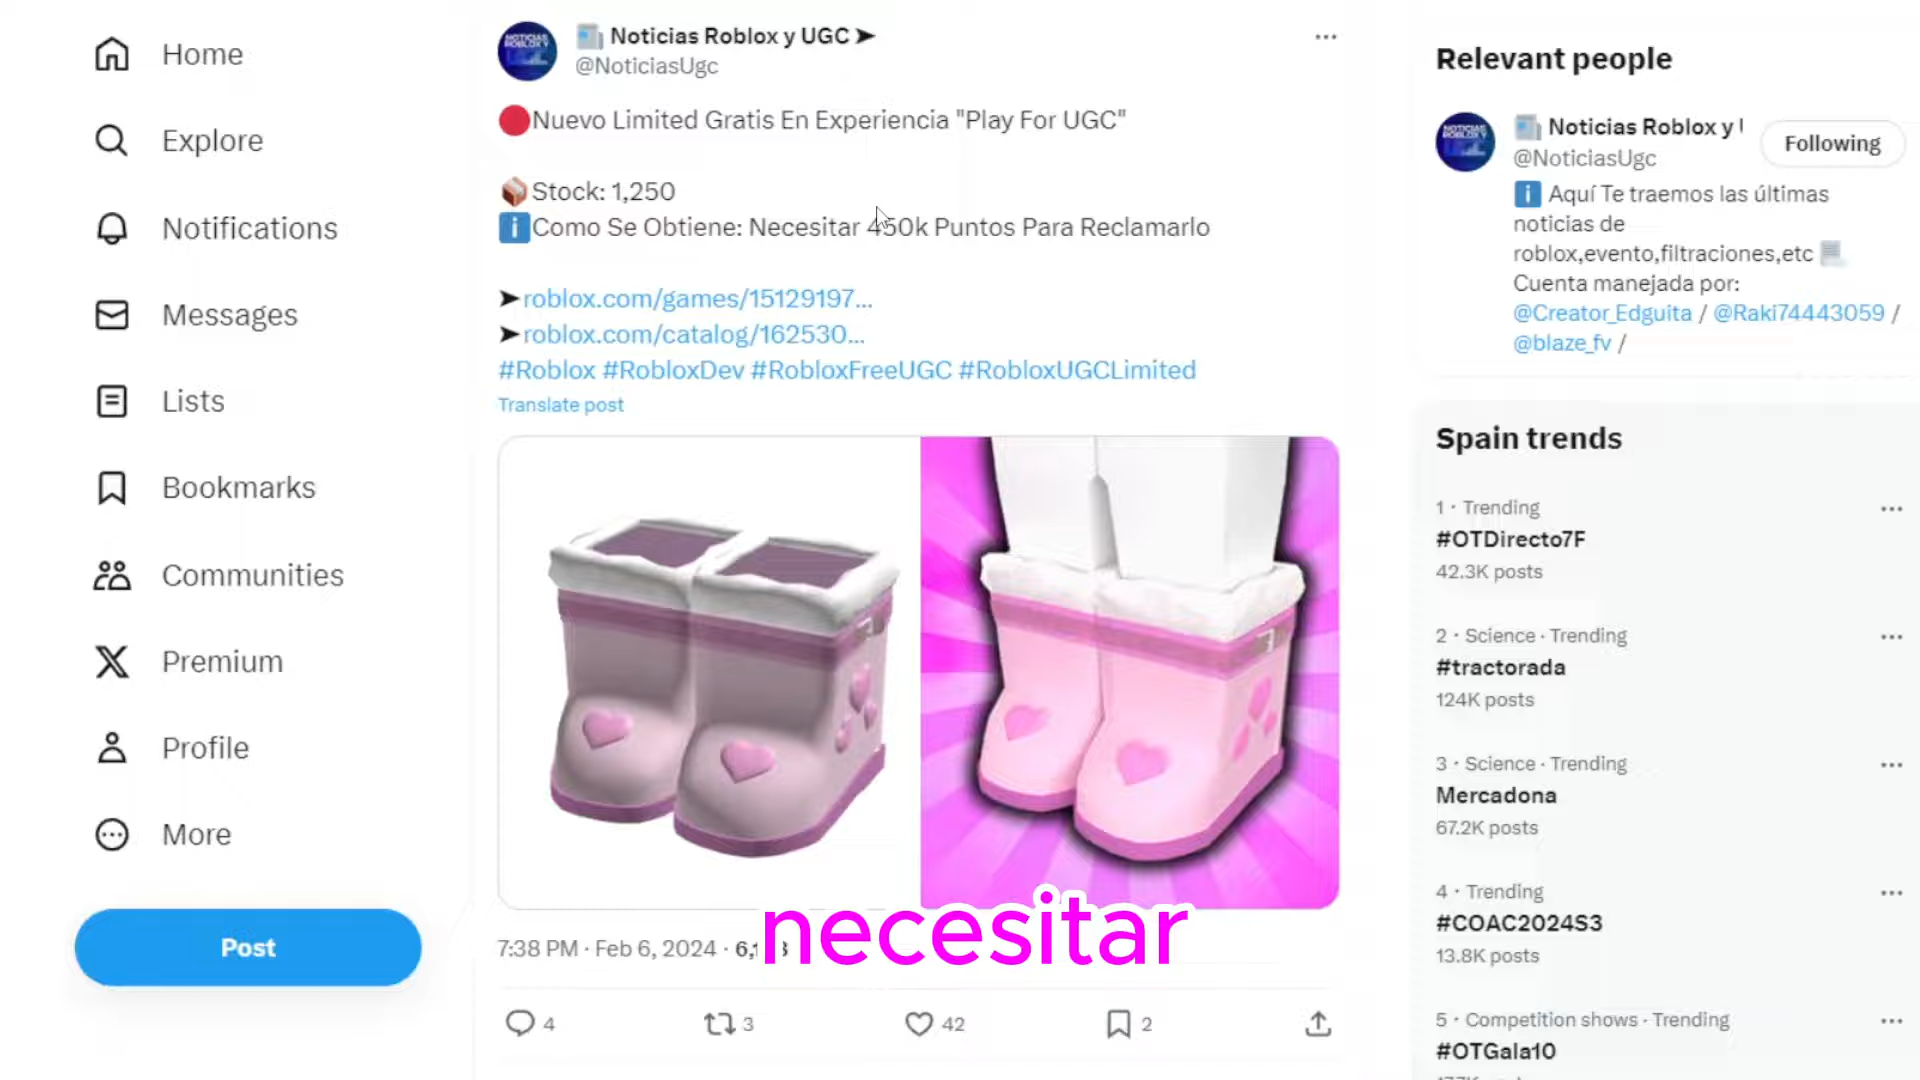 Home
Explore
Notifications
Messages
Lists
Bookmarks
Communities
Premium
Profile
More
Post
Noticias Roblox y UGC ➤
@NoticiasUgc
🔴Nuevo Limited Gratis En Experiencia "Play For UGC"
📦Stock: 1,250
ℹ️Como Se Obtiene: Necesitar 450k Puntos Para Reclamarlo
➤roblox.com/games/15129197…
➤roblox.com/catalog/162530…
#Roblox #RobloxDev #RobloxFreeUGC #RobloxUGCLimited
Translate post
necesitar
7:38 PM · Feb 6, 2024 · 6,
4
3
42
2
Relevant people
Noticias Roblox y
Following
@NoticiasUgc
ℹ️ Aquí Te traemos las últimas
noticias de
roblox,evento,filtraciones,etc
Cuenta manejada por:
@Creator_Edguita / @Raki74443059 /
@blaze_fv /
Spain trends
1 · Trending
#OTDirecto7F
42.3K posts
2 · Science · Trending
#tractorada
124K posts
3 · Science · Trending
Mercadona
67.2K posts
4 · Trending
#COAC2024S3
13.8K posts
5 · Competition shows · Trending
#OTGala10